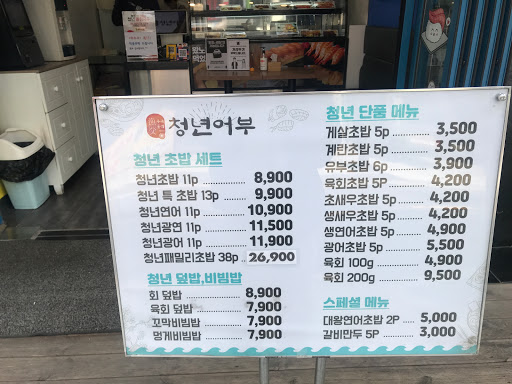 청년어부
청년 초밥 세트
청년초밥 11p 8,900
청년 특 초밥 13p 9,900
청년연어 11p 10,900
청년광연 11p 11,500
청년광어 11p 11,900
청년패밀리초밥 38p 26,900
청년 덮밥,비빔밥
회 덮밥 8,900
육회 덮밥 7,900
꼬막비빔밥 7,900
멍게비빔밥 7,900
청년 단품 메뉴
게살초밥 5p 3,500
계란초밥 5p 3,500
유부초밥 6p 3,900
육회초밥 5P 4,200
초새우초밥 5p 4,200
생새우초밥 5p 4,200
생연어초밥 5p 4,900
광어초밥 5p 5,500
육회 100g 4,900
육회 200g 9,500
스페셜 메뉴
대왕연어초밥 2P 5,000
갈비만두 5P 3,000